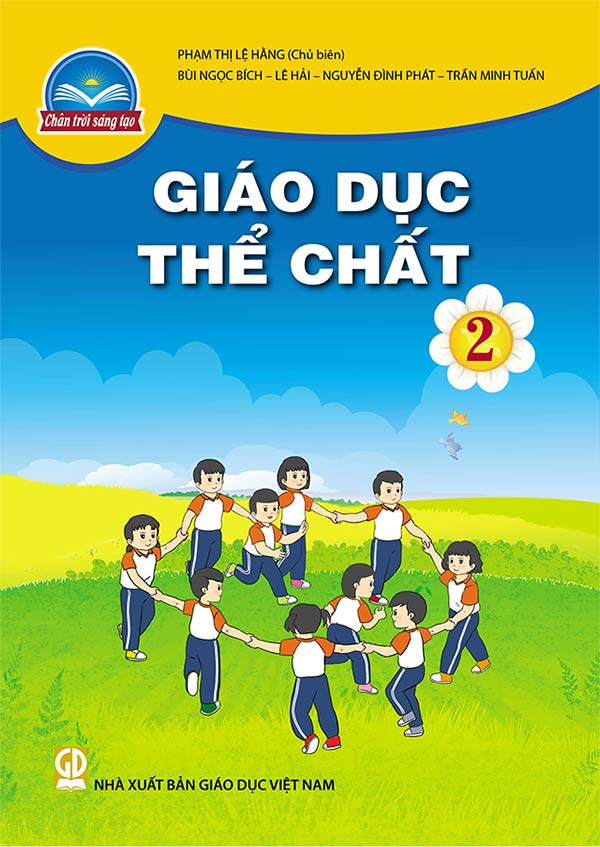 PHẠM THỊ LỆ HẰNG (Chủ biên)
BÙI NGỌC BÍCH – LÊ HẢI – NGUYỄN ĐÌNH PHÁT – TRẦN MINH TUẤN
Chân trời sáng tạo
GIÁO DỤC
THỂ CHẤT
2
GD
NHÀ XUẤT BẢN GIÁO DỤC VIỆT NAM